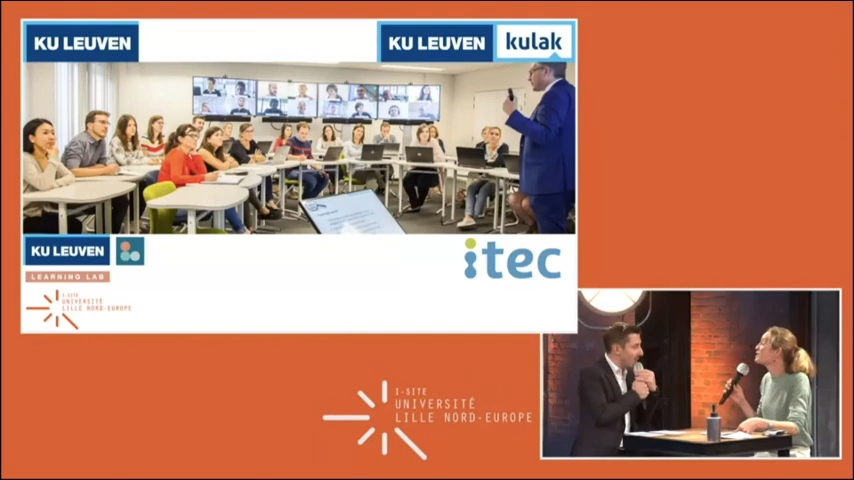 KU LEUVEN
KU LEUVEN kulak
KU LEUVEN
LEARNING LAB
itec
I-SITE
UNIVERSITÉ
LILLE NORD-EUROPE
I-SITE
UNIVERSITÉ
LILLE NORD-EUROPE